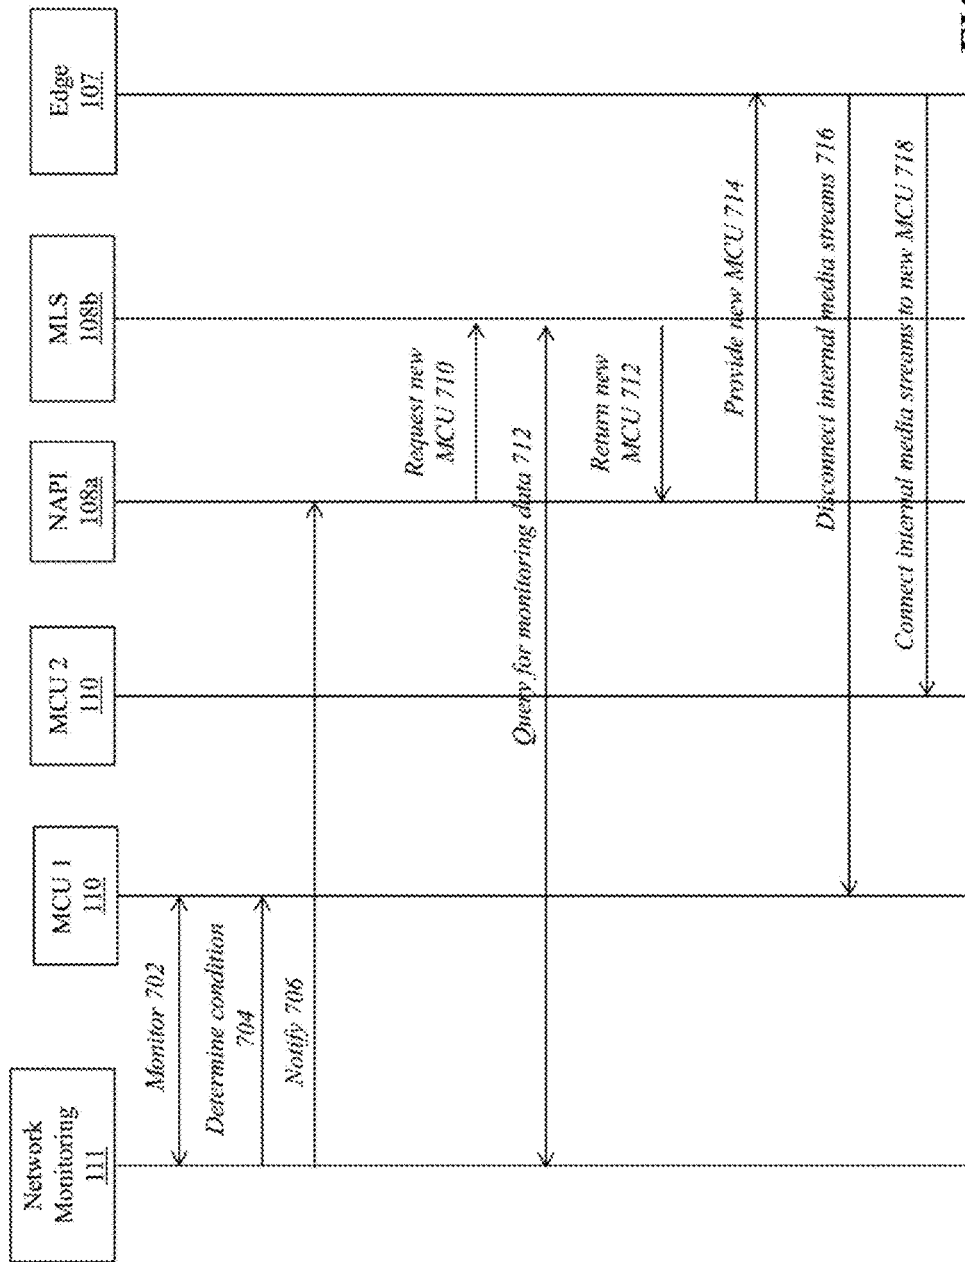 Network
Monitoring
111
MCU 1
110
MCU 2
110
NAPI
108a
MLS
108b
Edge
107
Monitor 702
Determine condition
704
Notify 706
Request new
MCU 710
Query for monitoring data 712
Return new
MCU 712
Provide new MCU 714
Disconnect internal media streams 716
Connect internal media streams to new MCU 718